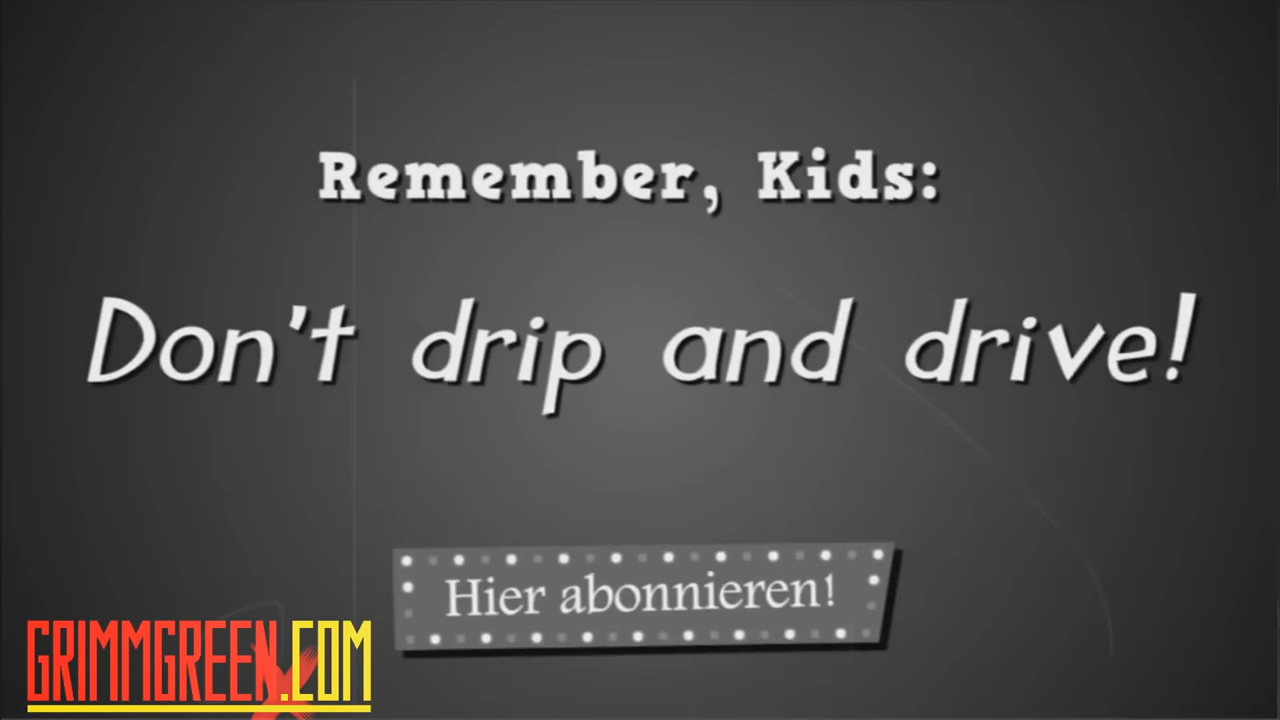 Remember, Kids:
Don't drip and drive!
Hier abonnieren!
GRIMMGREEN.COM